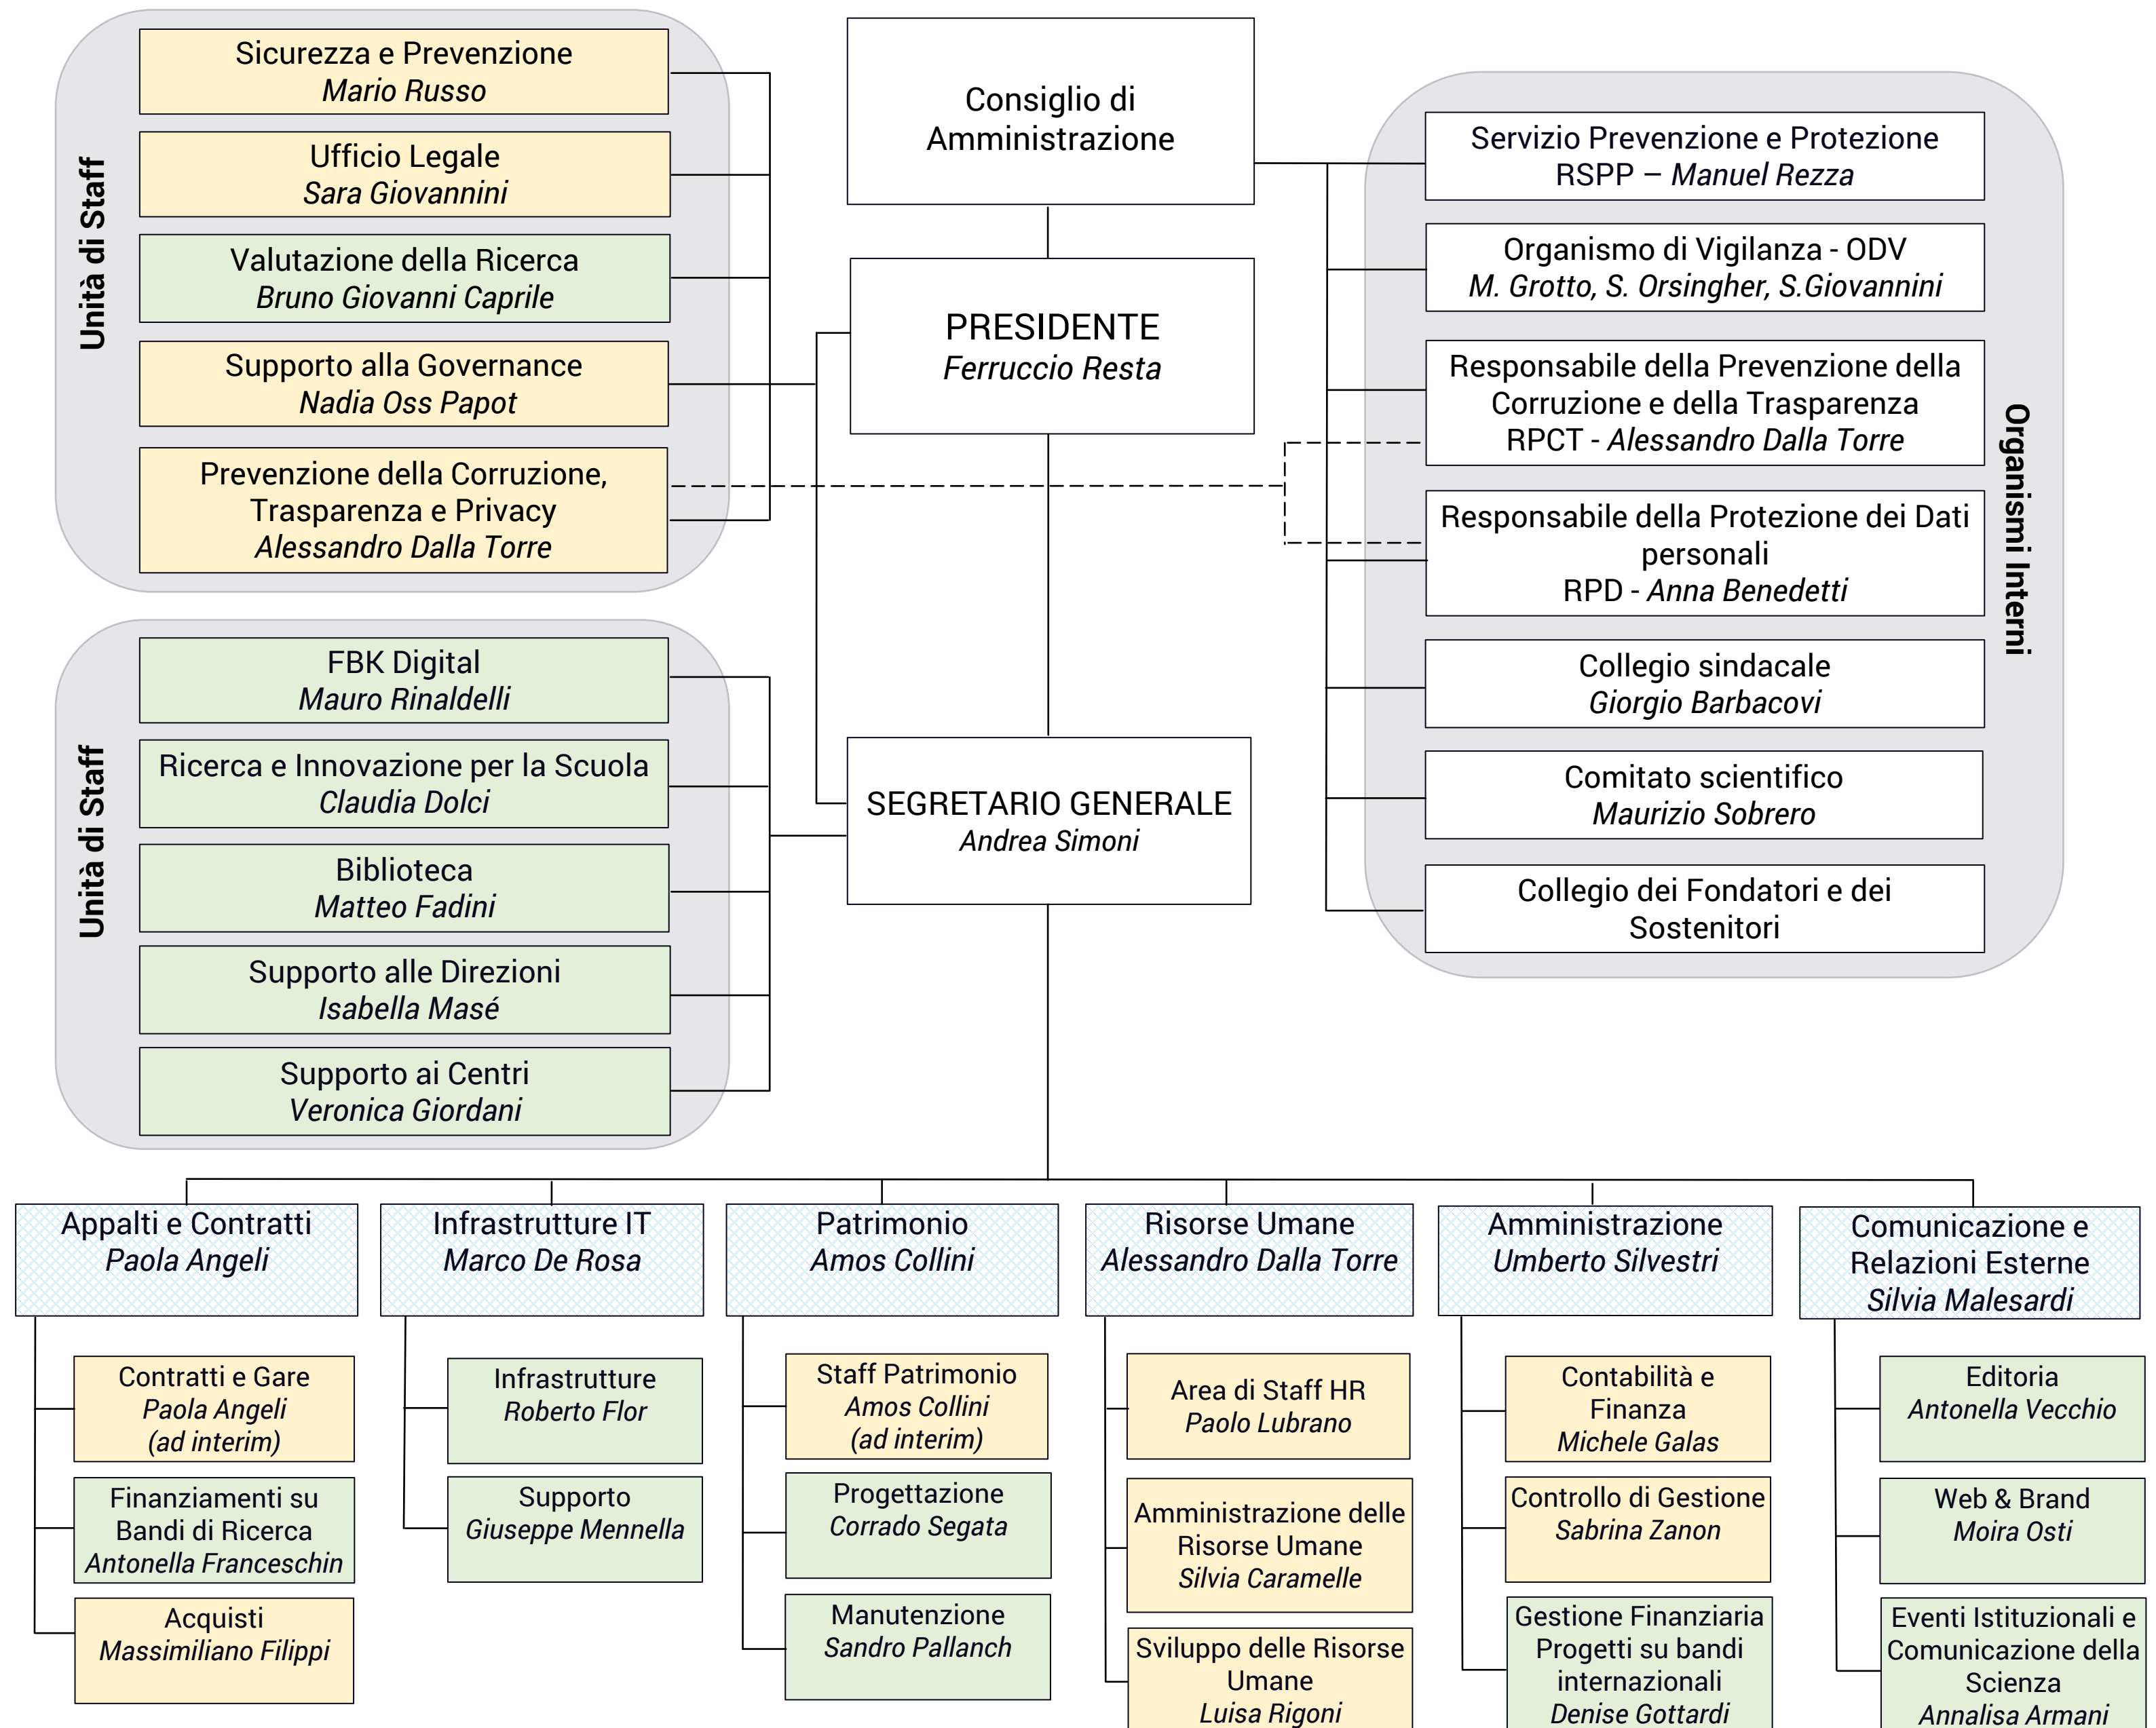 Unità di Staff
Sicurezza e Prevenzione
Mario Russo
Ufficio Legale
Sara Giovannini
Valutazione della Ricerca
Bruno Giovanni Caprile
Supporto alla Governance
Nadia Oss Papot
Prevenzione della Corruzione,
Trasparenza e Privacy
Alessandro Dalla Torre
Consiglio di
Amministrazione
PRESIDENTE
Ferruccio Resta
Organismi Interni
Servizio Prevenzione e Protezione
RSPP – Manuel Rezza
Organismo di Vigilanza - ODV
M. Grotto, S. Orsingher, S.Giovannini
Responsabile della Prevenzione della
Corruzione e della Trasparenza
RPCT - Alessandro Dalla Torre
Responsabile della Protezione dei Dati
personali
RPD - Anna Benedetti
Collegio sindacale
Giorgio Barbacovi
Comitato scientifico
Maurizio Sobrero
Collegio dei Fondatori e dei
Sostenitori
Unità di Staff
FBK Digital
Mauro Rinaldelli
Ricerca e Innovazione per la Scuola
Claudia Dolci
Biblioteca
Matteo Fadini
Supporto alle Direzioni
Isabella Masé
Supporto ai Centri
Veronica Giordani
SEGRETARIO GENERALE
Andrea Simoni
Appalti e Contratti
Paola Angeli
Contratti e Gare
Paola Angeli
(ad interim)
Finanziamenti su
Bandi di Ricerca
Antonella Franceschin
Acquisti
Massimiliano Filippi
Infrastrutture IT
Marco De Rosa
Infrastrutture
Roberto Flor
Supporto
Giuseppe Mennella
Patrimonio
Amos Collini
Staff Patrimonio
Amos Collini
(ad interim)
Progettazione
Corrado Segata
Manutenzione
Sandro Pallanch
Risorse Umane
Alessandro Dalla Torre
Area di Staff HR
Paolo Lubrano
Amministrazione delle
Risorse Umane
Silvia Caramelle
Sviluppo delle Risorse
Umane
Luisa Rigoni
Amministrazione
Umberto Silvestri
Contabilità e
Finanza
Michele Galas
Controllo di Gestione
Sabrina Zanon
Gestione Finanziaria
Progetti su bandi
internazionali
Denise Gottardi
Comunicazione e
Relazioni Esterne
Silvia Malesardi
Editoria
Antonella Vecchio
Web & Brand
Moira Osti
Eventi Istituzionali e
Comunicazione della
Scienza
Annalisa Armani